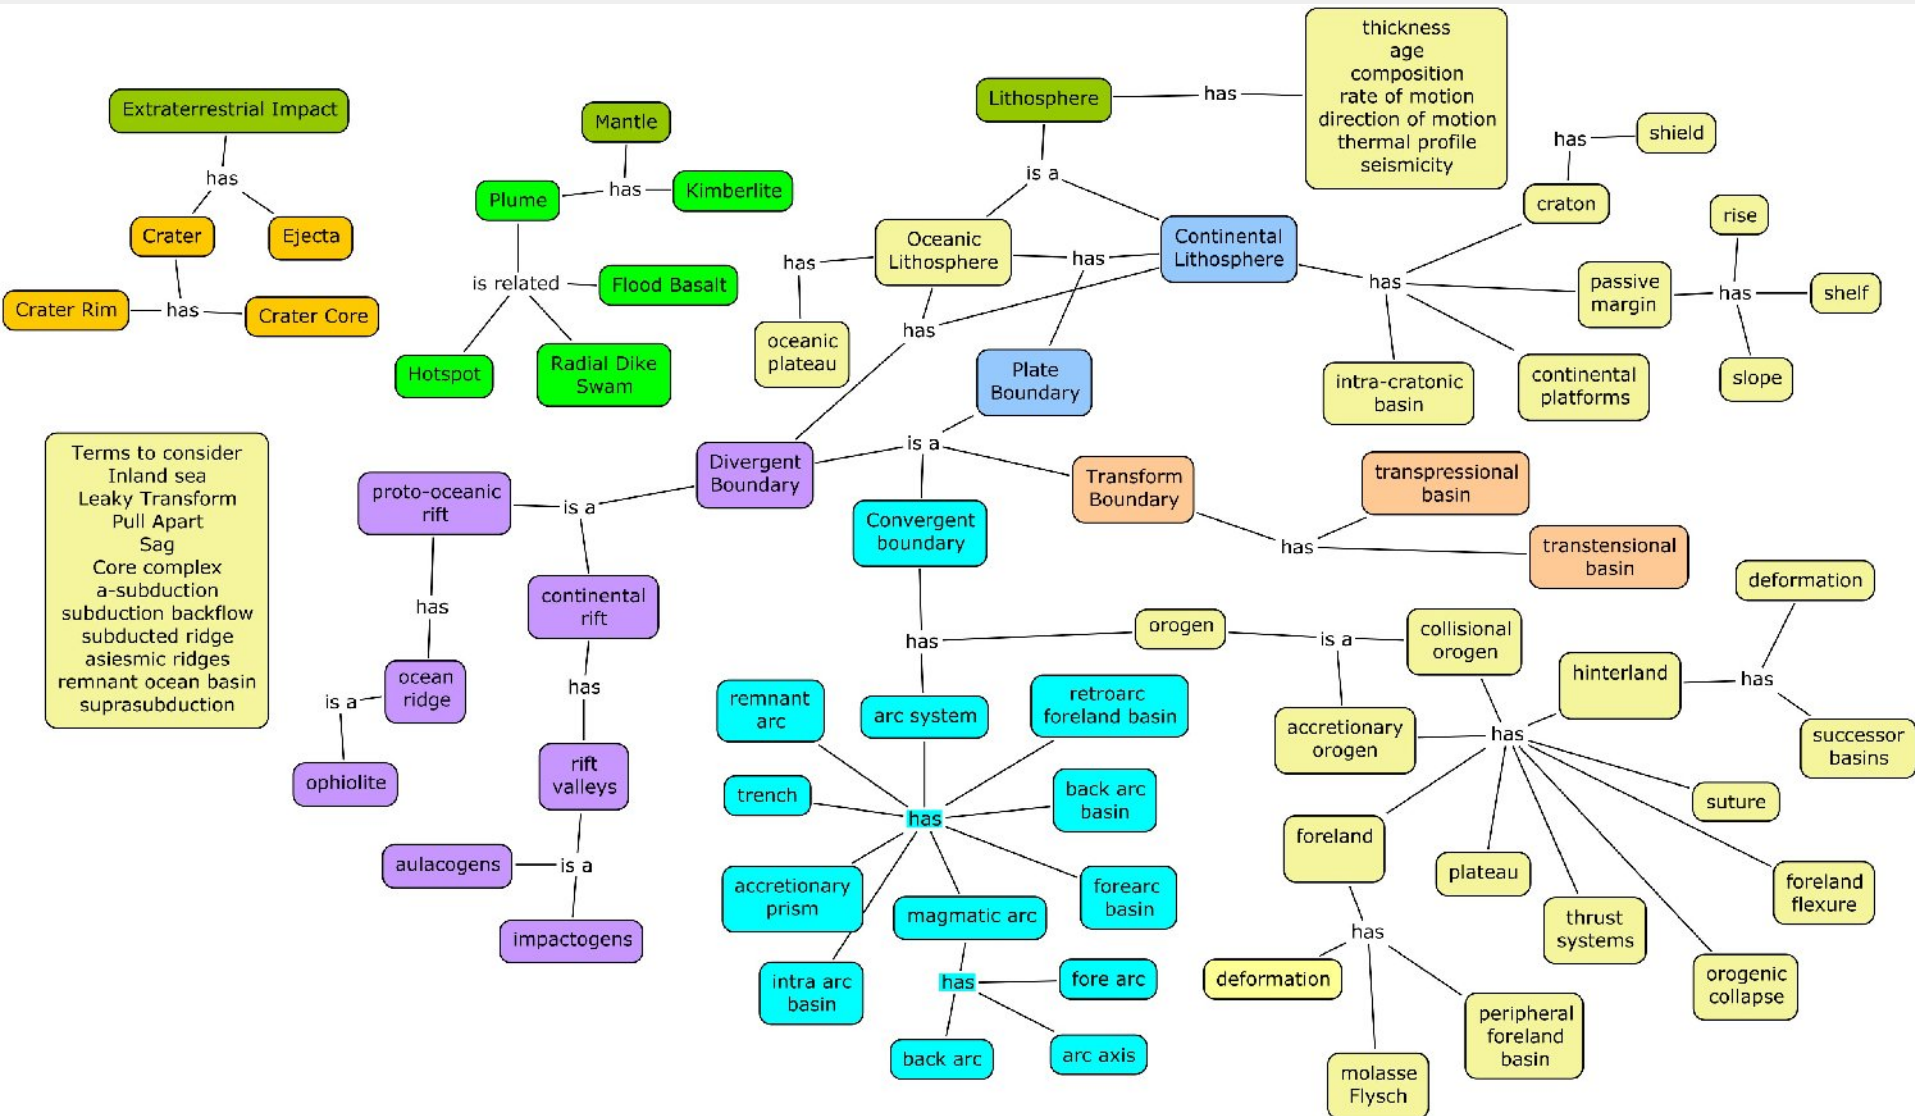 thickness
age
composition
rate of motion
direction of motion
thermal profile
seismicity
Lithosphere
has
Extraterrestrial Impact
has
Crater
Ejecta
Crater Rim
has
Crater Core
Mantle
Plume
has
Kimberlite
is related
Flood Basalt
Hotspot
Radial Dike
Swam
is a
Oceanic
Lithosphere
has
Continental
Lithosphere
has
oceanic
plateau
has
Plate
Boundary
has
shield
craton
has
passive
margin
has
rise
shelf
slope
intra-cratonic
basin
continental
platforms
Terms to consider
Inland sea
Leaky Transform
Pull Apart
Sag
Core complex
a-subduction
subduction backflow
subducted ridge
asiesmic ridges
remnant ocean basin
suprasubduction
is a
Divergent
Boundary
is a
proto-oceanic
rift
has
ocean
ridge
is a
ophiolite
continental
rift
has
rift
valleys
is a
aulacogens
impactogens
Transform
Boundary
has
transpressional
basin
transtensional
basin
Convergent
boundary
has
orogen
is a
collisional
orogen
accretionary
orogen
has
hinterland
has
deformation
successor
basins
suture
foreland
flexure
orogenic
collapse
thrust
systems
plateau
foreland
has
deformation
molasse
Flysch
peripheral
foreland
basin
arc system
remnant
arc
retroarc
foreland basin
trench
has
back arc
basin
accretionary
prism
magmatic arc
forearc
basin
intra arc
basin
has
fore arc
back arc
arc axis